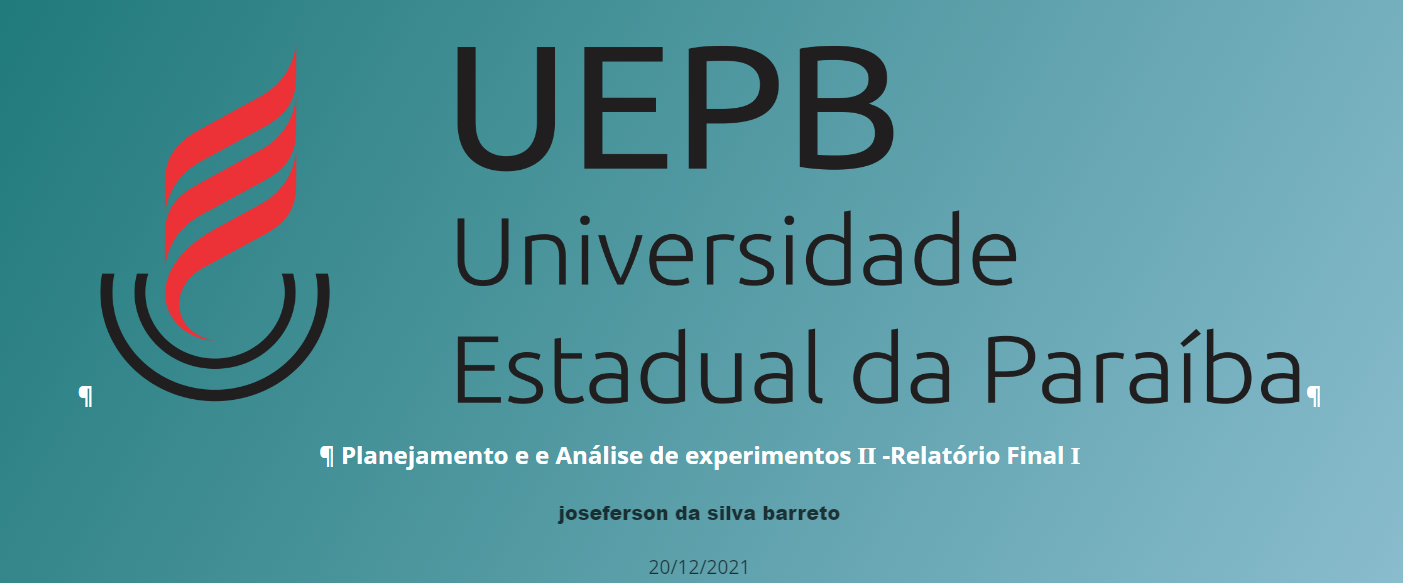 UEPB
Universidade
¶ Estadual da Paraíba¶
¶ Planejamento e e Análise de experimentos II -Relatório Final I
joseferson da silva barreto
20/12/2021